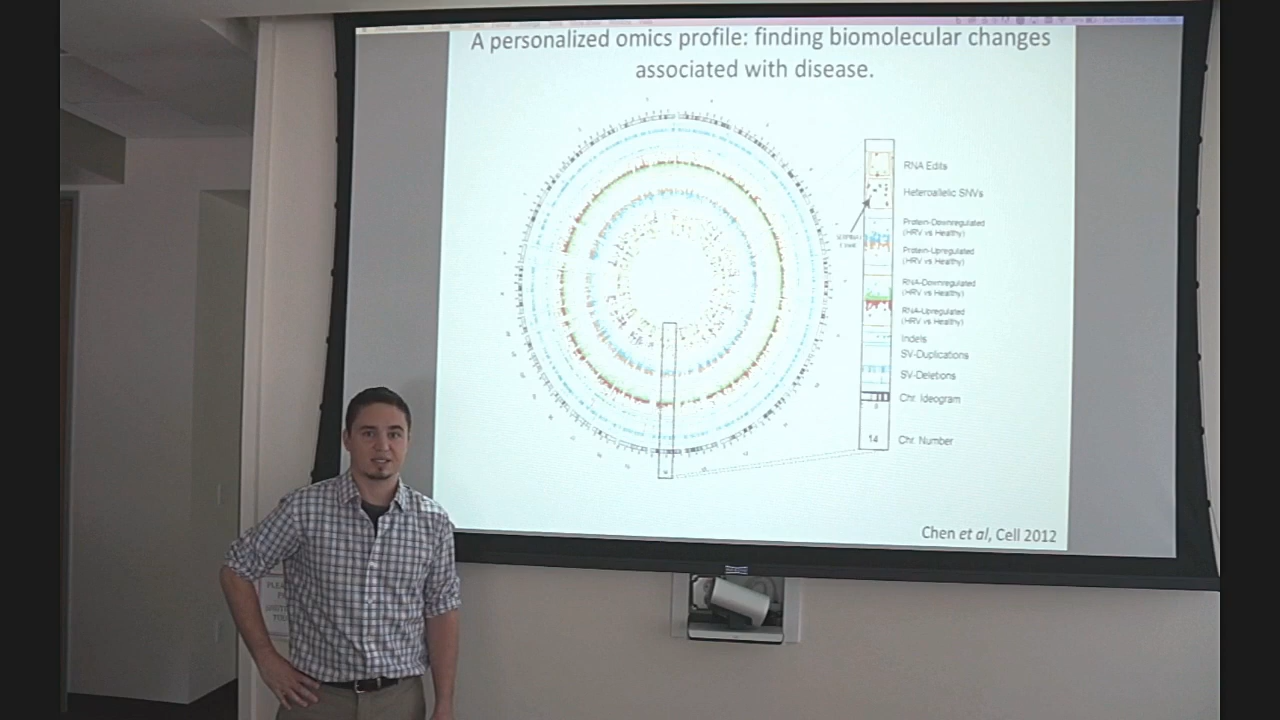 A personalized omics profile: finding biomolecular changes
associated with disease.
RNA Edits
Heteroallelic SNVs
Protein-Downregulated
(HRV vs Healthy)
Protein-Upregulated
(HRV vs Healthy)
RNA-Downregulated
(HRV vs Healthy)
RNA-Upregulated
(HRV vs Healthy)
Indels
SV-Duplications
SV-Deletions
Chr. Ideogram
14 Chr. Number
Chen et al, Cell 2012